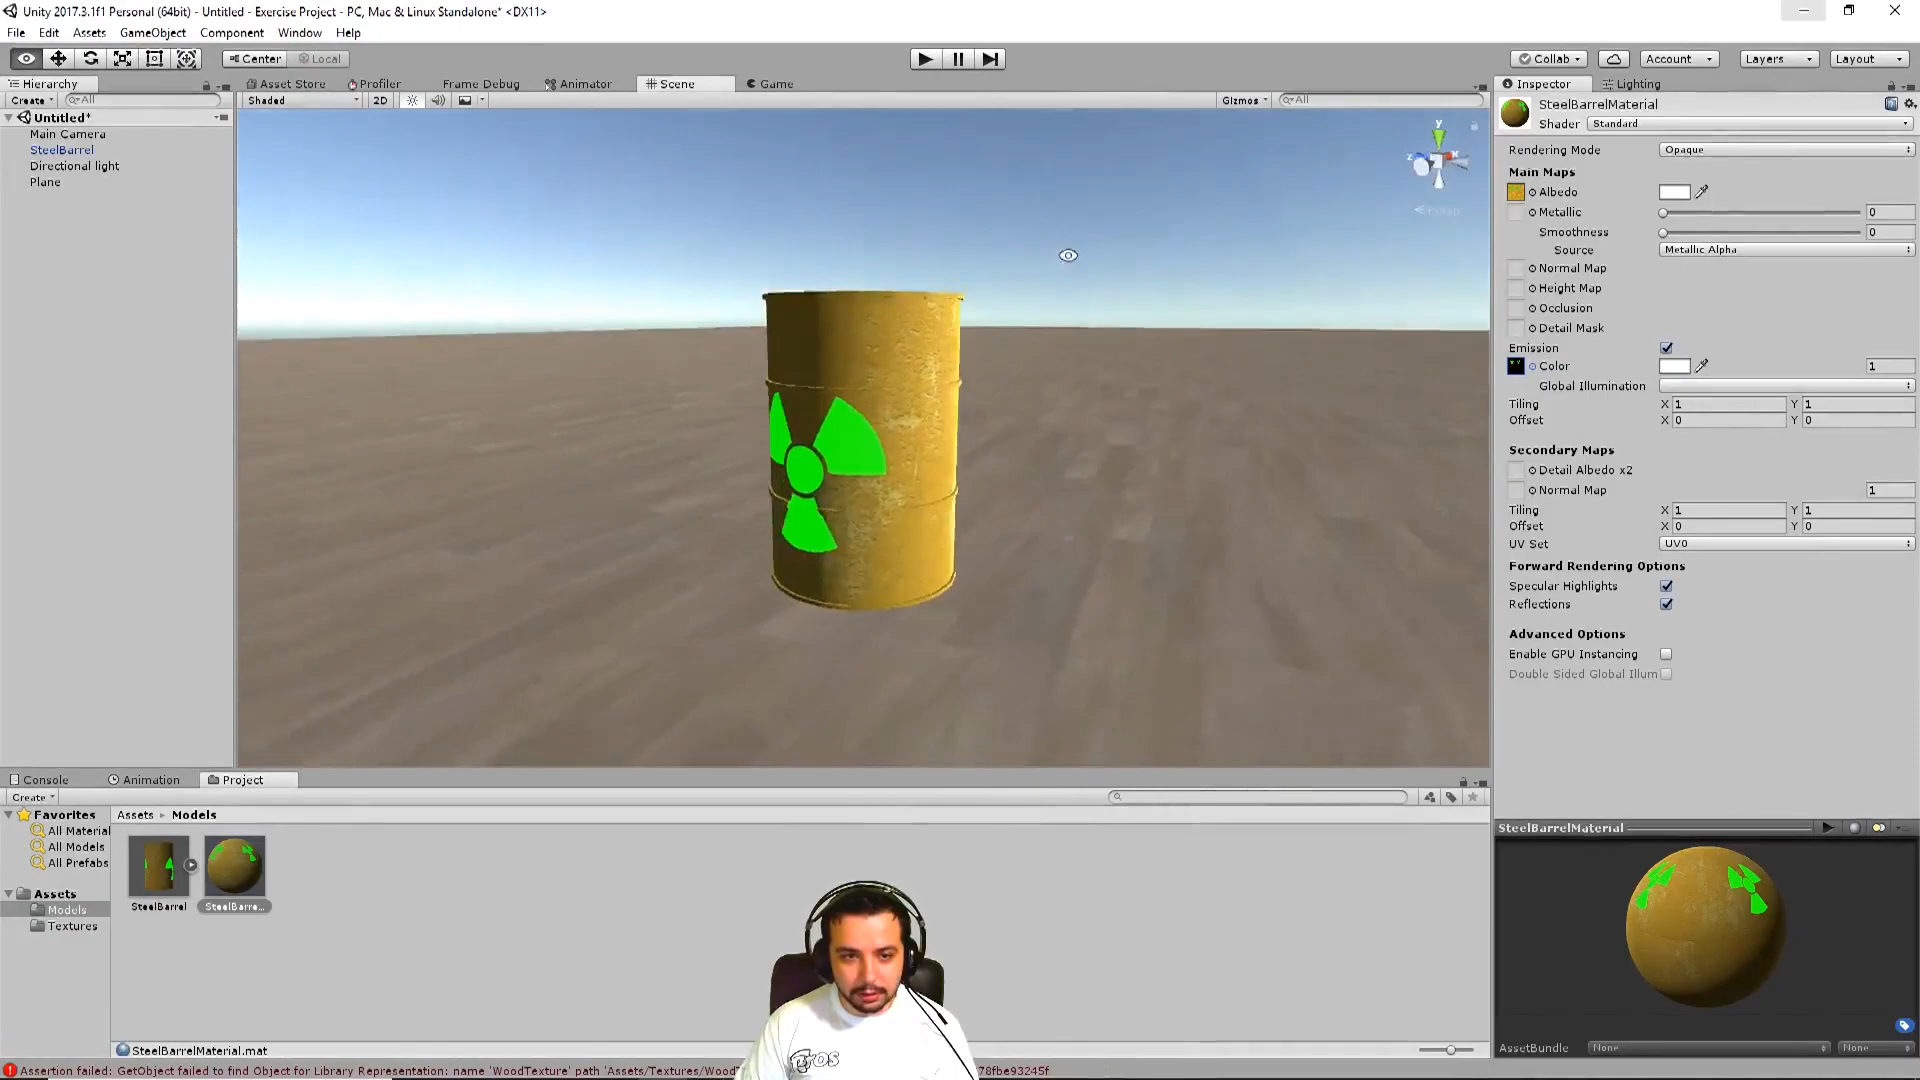 Unity 2017.3.1f1 Personal (64bit) - Untitled - Exercise Project - PC, Mac & Linux Standalone* <DX11>
File Edit Assets GameObject Component Window Help
Center Local
Collab Account Layers Layout
Hierarchy
Create All
Untitled*
Main Camera
SteelBarrel
Directional light
Plane
Asset Store Profiler Frame Debug Animator Scene Game
Shaded 2D Gizmos All
y
z x
Persp
Inspector Lighting
SteelBarrelMaterial
Shader Standard
Rendering Mode Opaque
Main Maps
Albedo
Metallic 0
Smoothness 0
Source Metallic Alpha
Normal Map
Height Map
Occlusion
Detail Mask
Emission
Color 1
Global Illumination
Tiling X 1 Y 1
Offset X 0 Y 0
Secondary Maps
Detail Albedo x2
Normal Map 1
Tiling X 1 Y 1
Offset X 0 Y 0
UV Set UV0
Forward Rendering Options
Specular Highlights
Reflections
Advanced Options
Enable GPU Instancing
Double Sided Global Illum
SteelBarrelMaterial
AssetBundle None None
Console Animation Project
Create
Favorites
All Material
All Models
All Prefabs
Assets
Models
Textures
Assets Models
SteelBarrel SteelBarre...
SteelBarrelMaterial.mat
Assertion failed: GetObject failed to find Object for Library Representation: name 'WoodTexture' path 'Assets/Textures/Wood 78fbe93245f